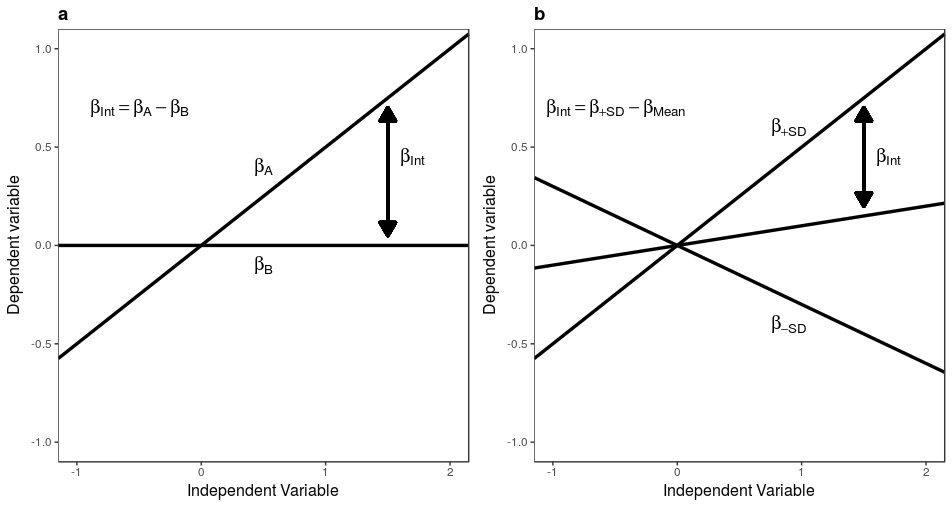 a
1.0
0.5
0.0
-0.5
-1.0
Dependent variable
βInt = βA − βB
βA
βInt
βB
-1 0 1 2
Independent Variable
b
1.0
0.5
0.0
-0.5
-1.0
Dependent variable
βInt = β+SD − βMean
β+SD
βInt
β−SD
-1 0 1 2
Independent Variable